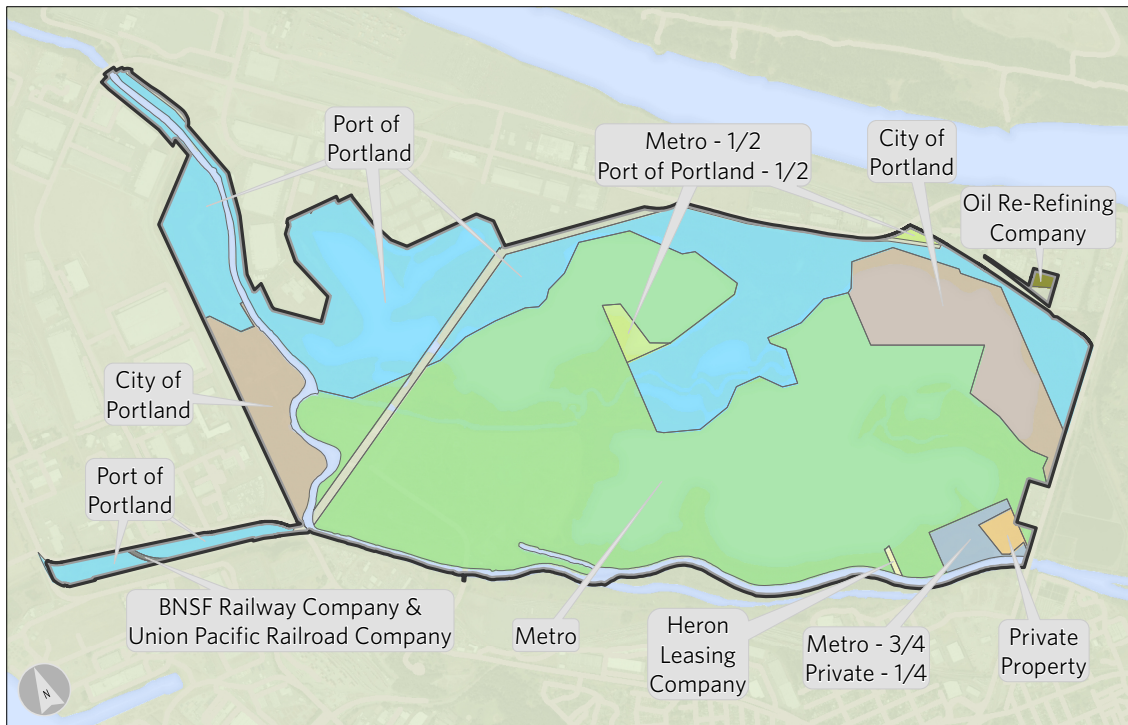 Port of
Portland
Metro - 1/2
Port of Portland - 1/2
City of
Portland
Oil Re-Refining
Company
City of
Portland
Port of
Portland
BNSF Railway Company &
Union Pacific Railroad Company
Metro
Heron
Leasing
Company
Metro - 3/4
Private - 1/4
Private
Property
N